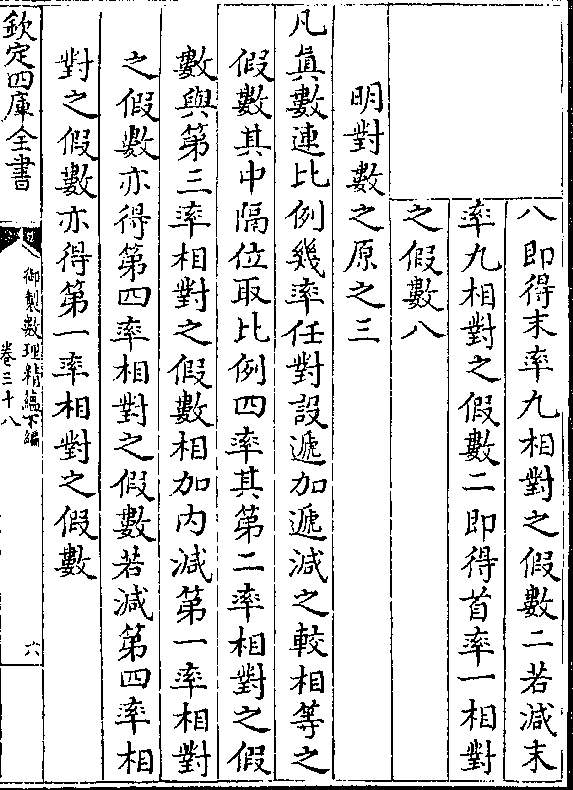 八即得末率九相對之假數二若減末
率九相對之假數二即得首率一相對
之假數八
明對數之原之三
凡真數連比例幾率任對設遞加遞減之較相等之
假數其中隔位取比例四率其第二率相對之假
數與第三率相對之假數相加內減第一率相對
之假數亦得第四率相對之假數若減第四率相
對之假數亦得第一率相對之假數
欽定四庫全書
御製數理精蘊下編
卷三十八
六